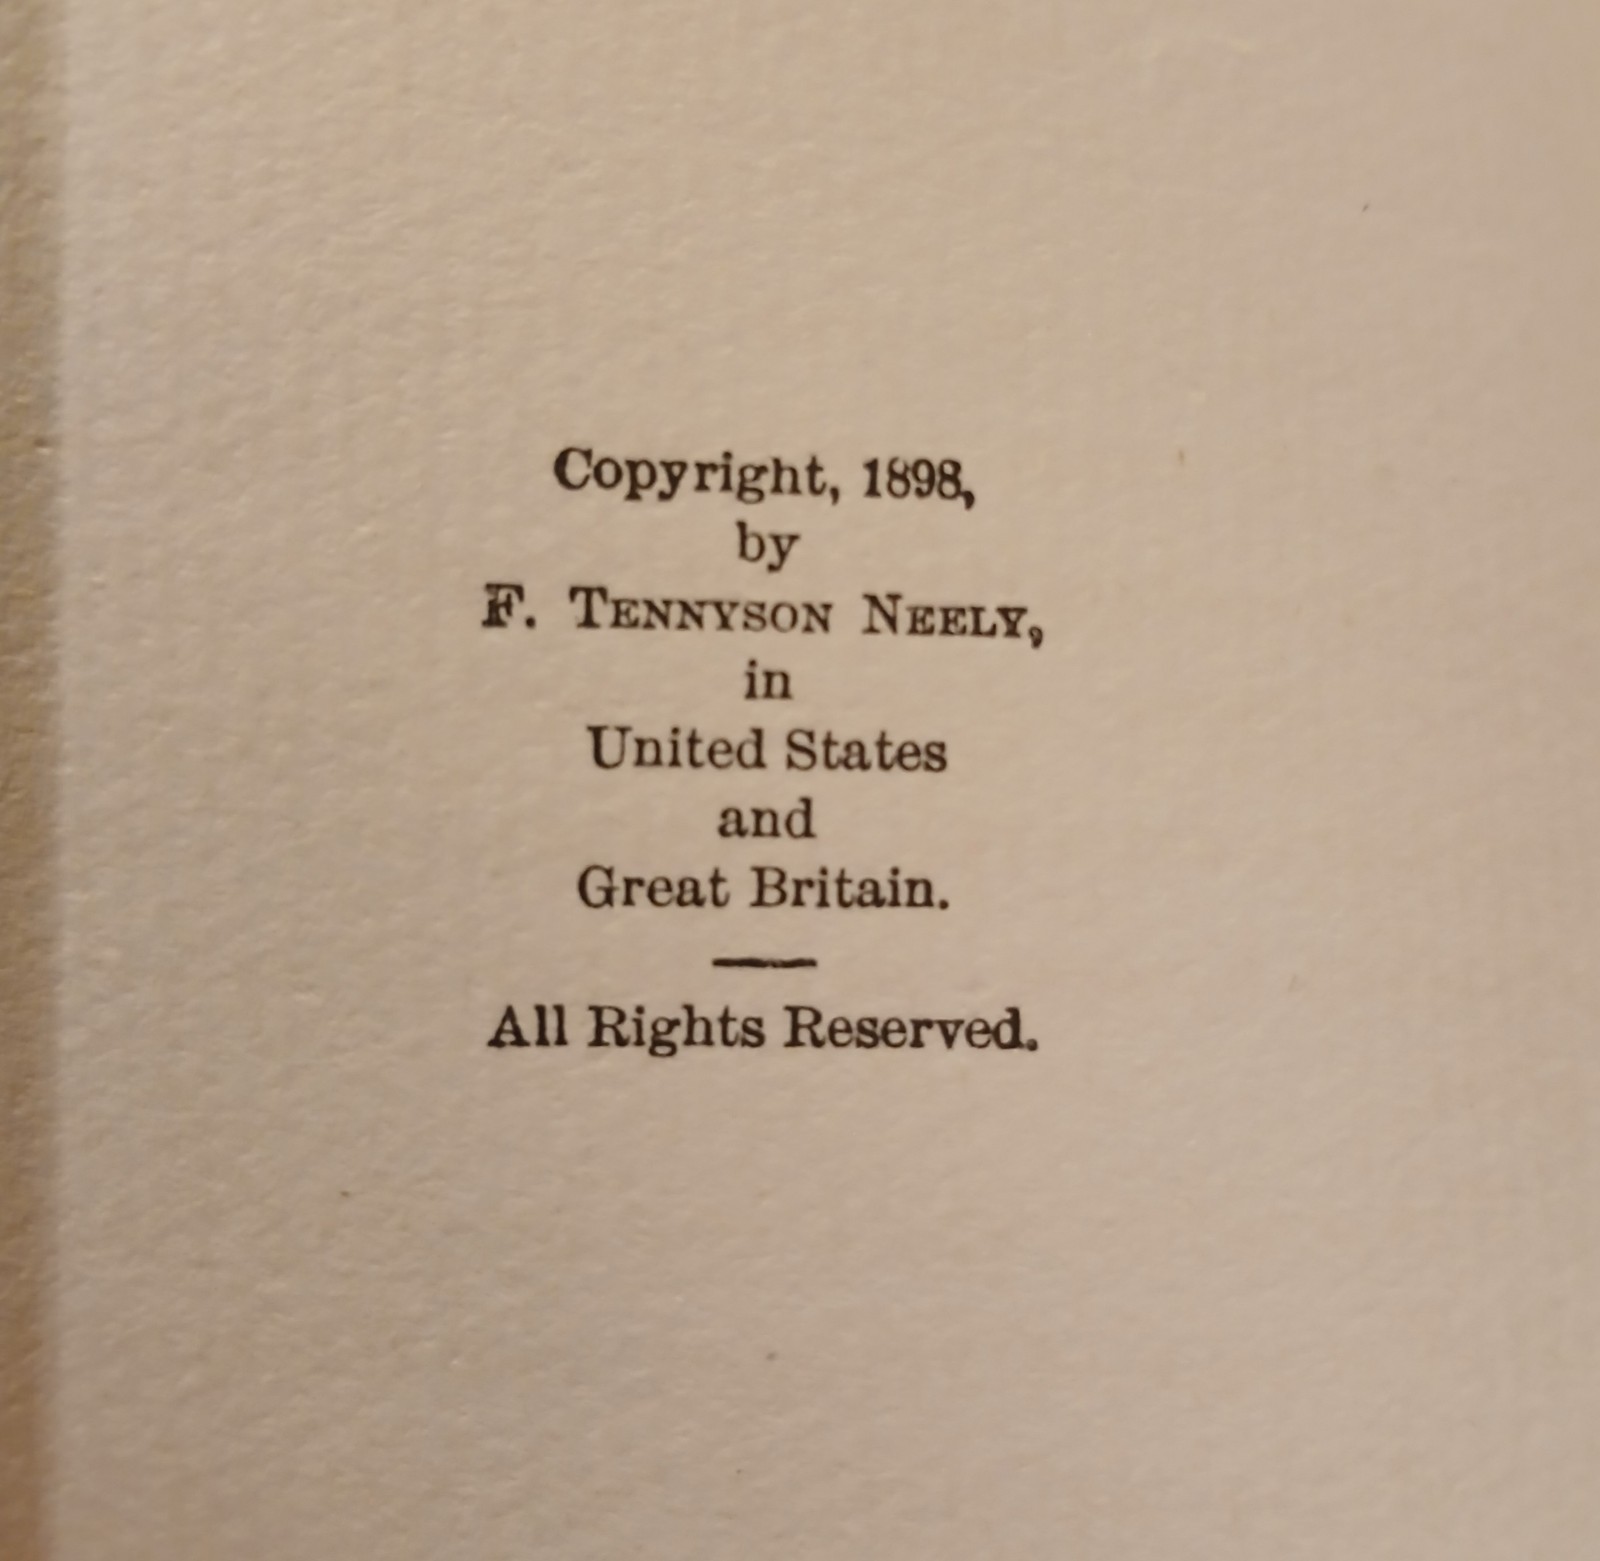 Copyright, 1898,
by
F. Tennyson Neely,
in
United States
and
Great Britain.
All Rights Reserved.